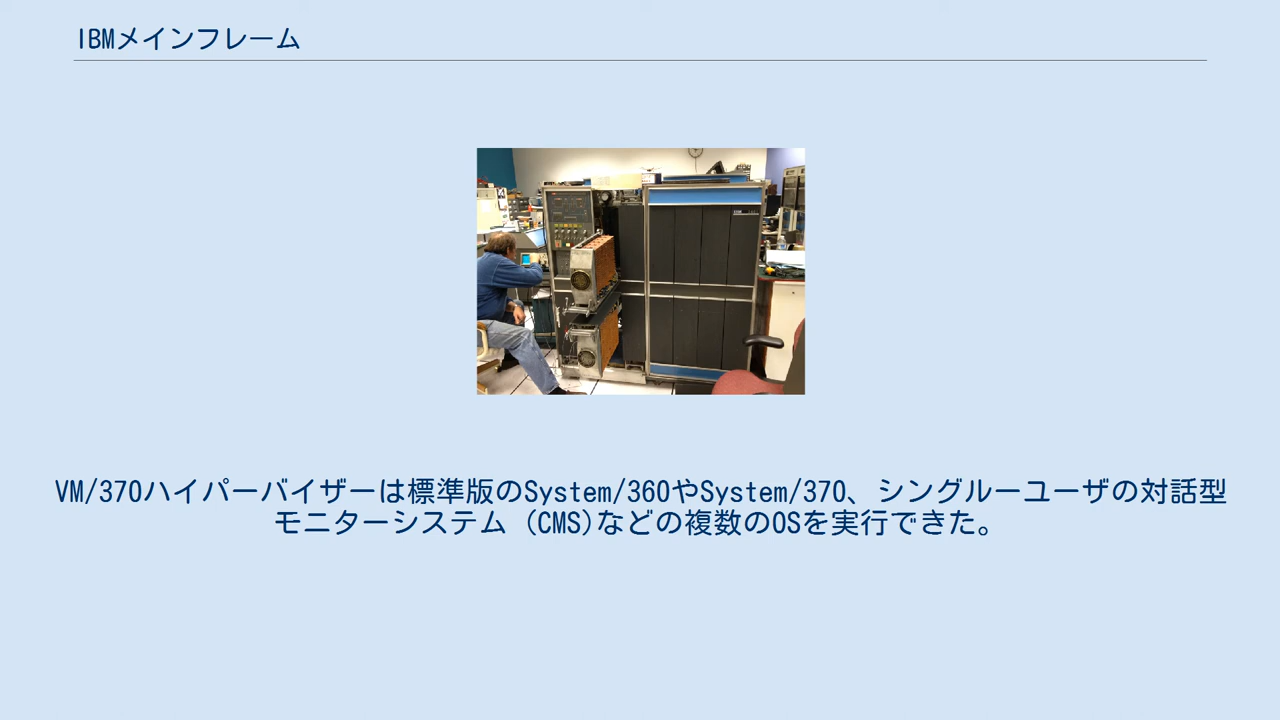 IBMメインフレーム
VM/370ハイパーバイザーは標準版のSystem/360やSystem/370、シングルーユーザの対話型
モニターシステム (CMS)などの複数のOSを実行できた。